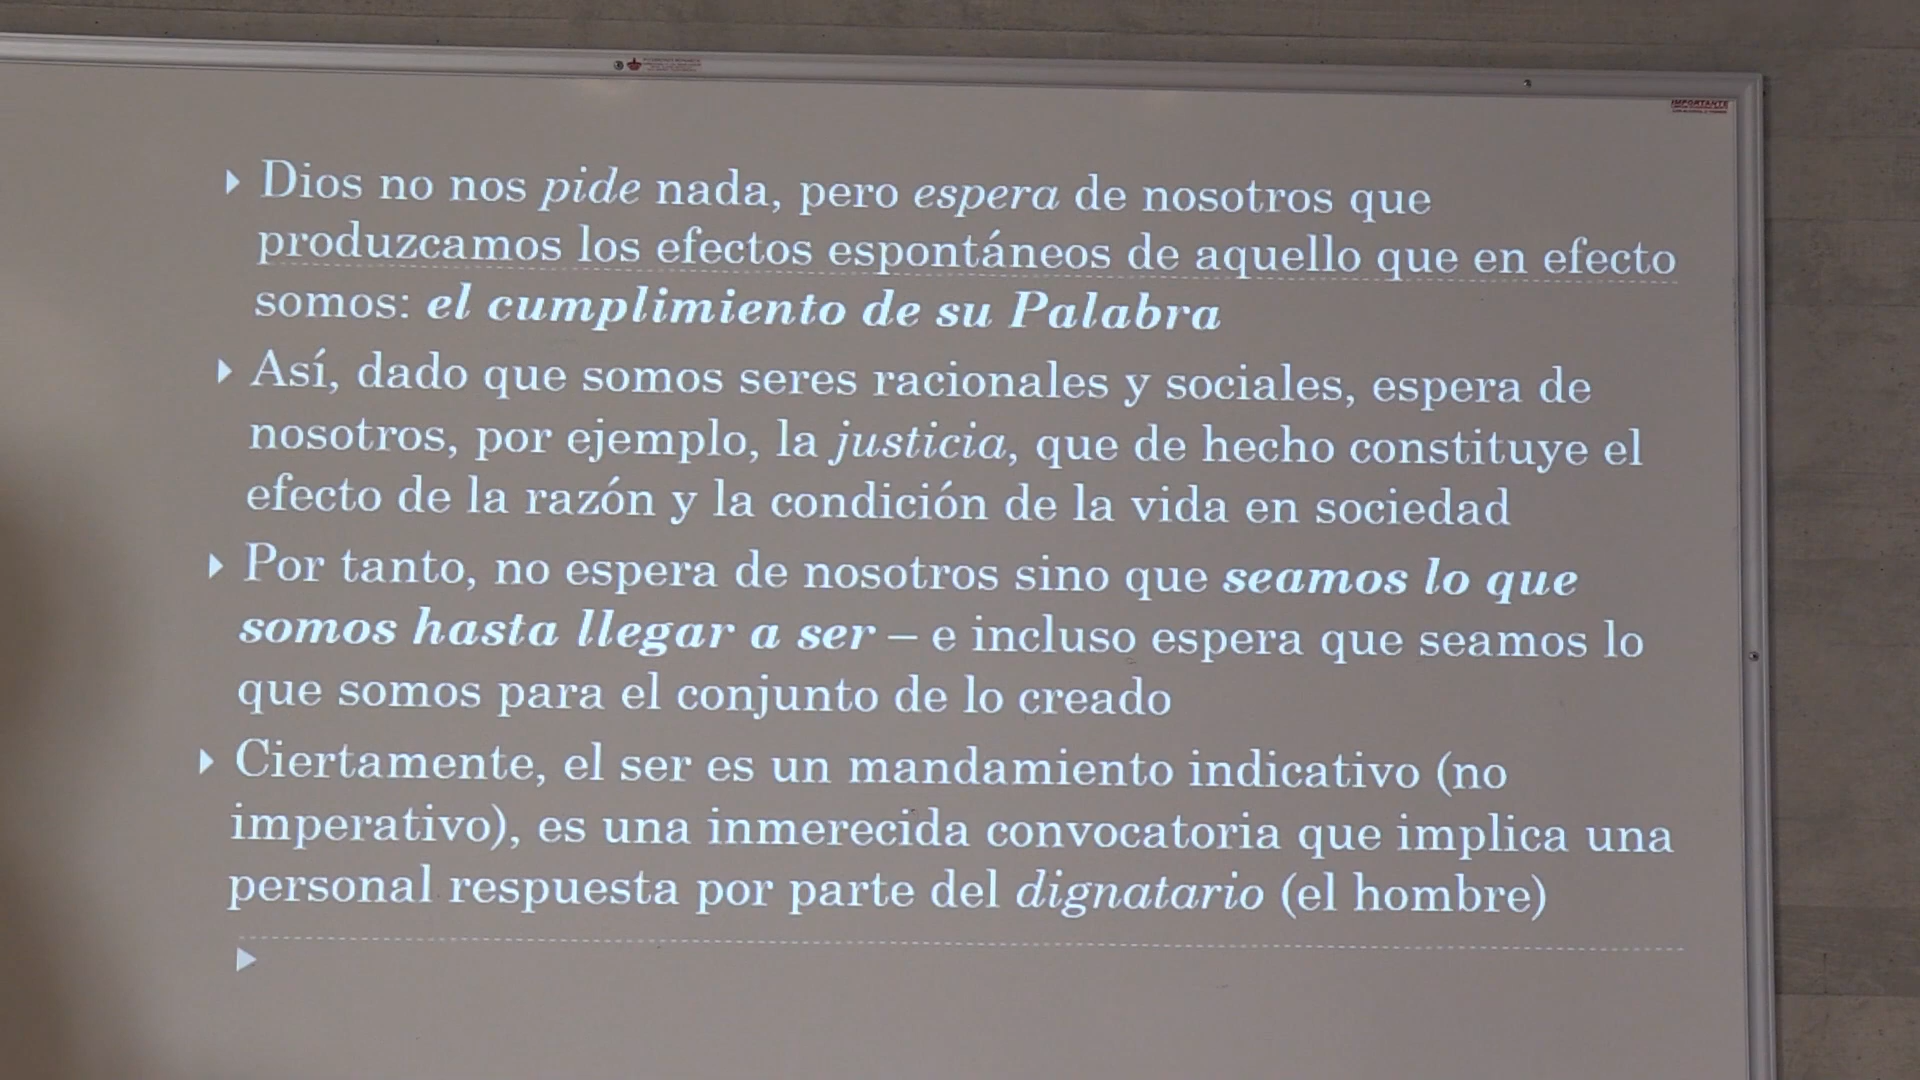 IMPORTANTE
Dios no nos pide nada, pero espera de nosotros que
produzcamos los efectos espontáneos de aquello que en efecto
somos: el cumplimiento de su Palabra
Así, dado que somos seres racionales y sociales, espera de
nosotros, por ejemplo, la justicia, que de hecho constituye el
efecto de la razón y la condición de la vida en sociedad
Por tanto, no espera de nosotros sino que seamos lo que
somos hasta llegar a ser – e incluso espera que seamos lo
que somos para el conjunto de lo creado
Ciertamente, el ser es un mandamiento indicativo (no
imperativo), es una inmerecida convocatoria que implica una
personal respuesta por parte del dignatario (el hombre)